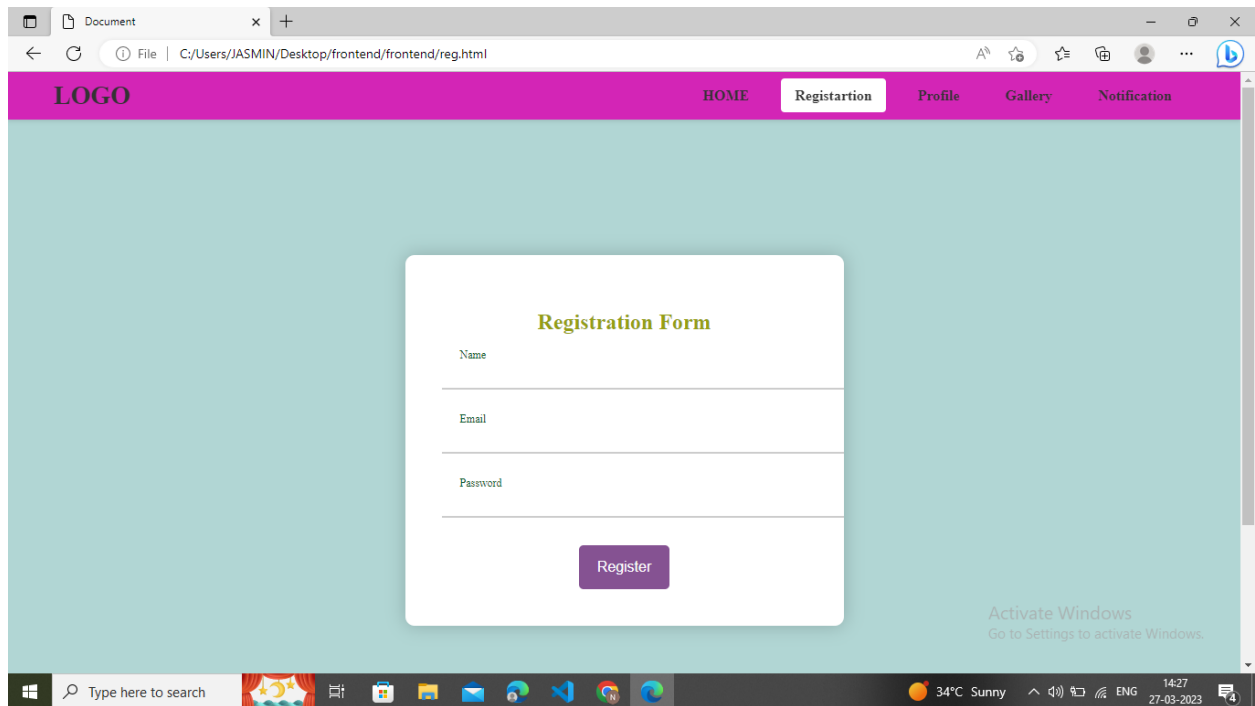 Document
File | C:/Users/JASMIN/Desktop/frontend/frontend/reg.html
LOGO HOME Registartion Profile Gallery Notification
Registration Form
Name
Email
Password
Register
Activate Windows
Go to Settings to activate Windows.
Type here to search 34°C Sunny ENG 14:27
27-03-2023 4